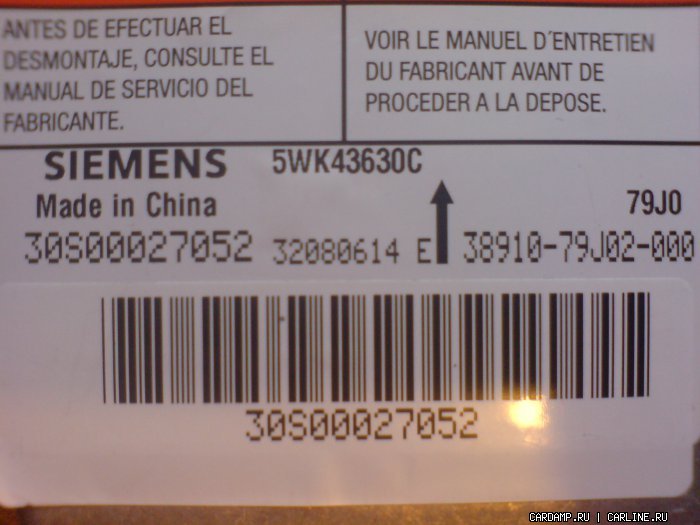 ANTES DE EFECTUAR EL
DESMONTAJE, CONSULTE EL
MANUAL DE SERVICIO DEL
FABRICANTE.
VOIR LE MANUEL D´ENTRETIEN
DU FABRICANT AVANT DE
PROCEDER A LA DEPOSE.
SIEMENS 5WK43630C
Made in China 79J0
30S00027052 32080614 E 38910-79J02-000
30S00027052
CARDAMP.RU | CARLINE.RU